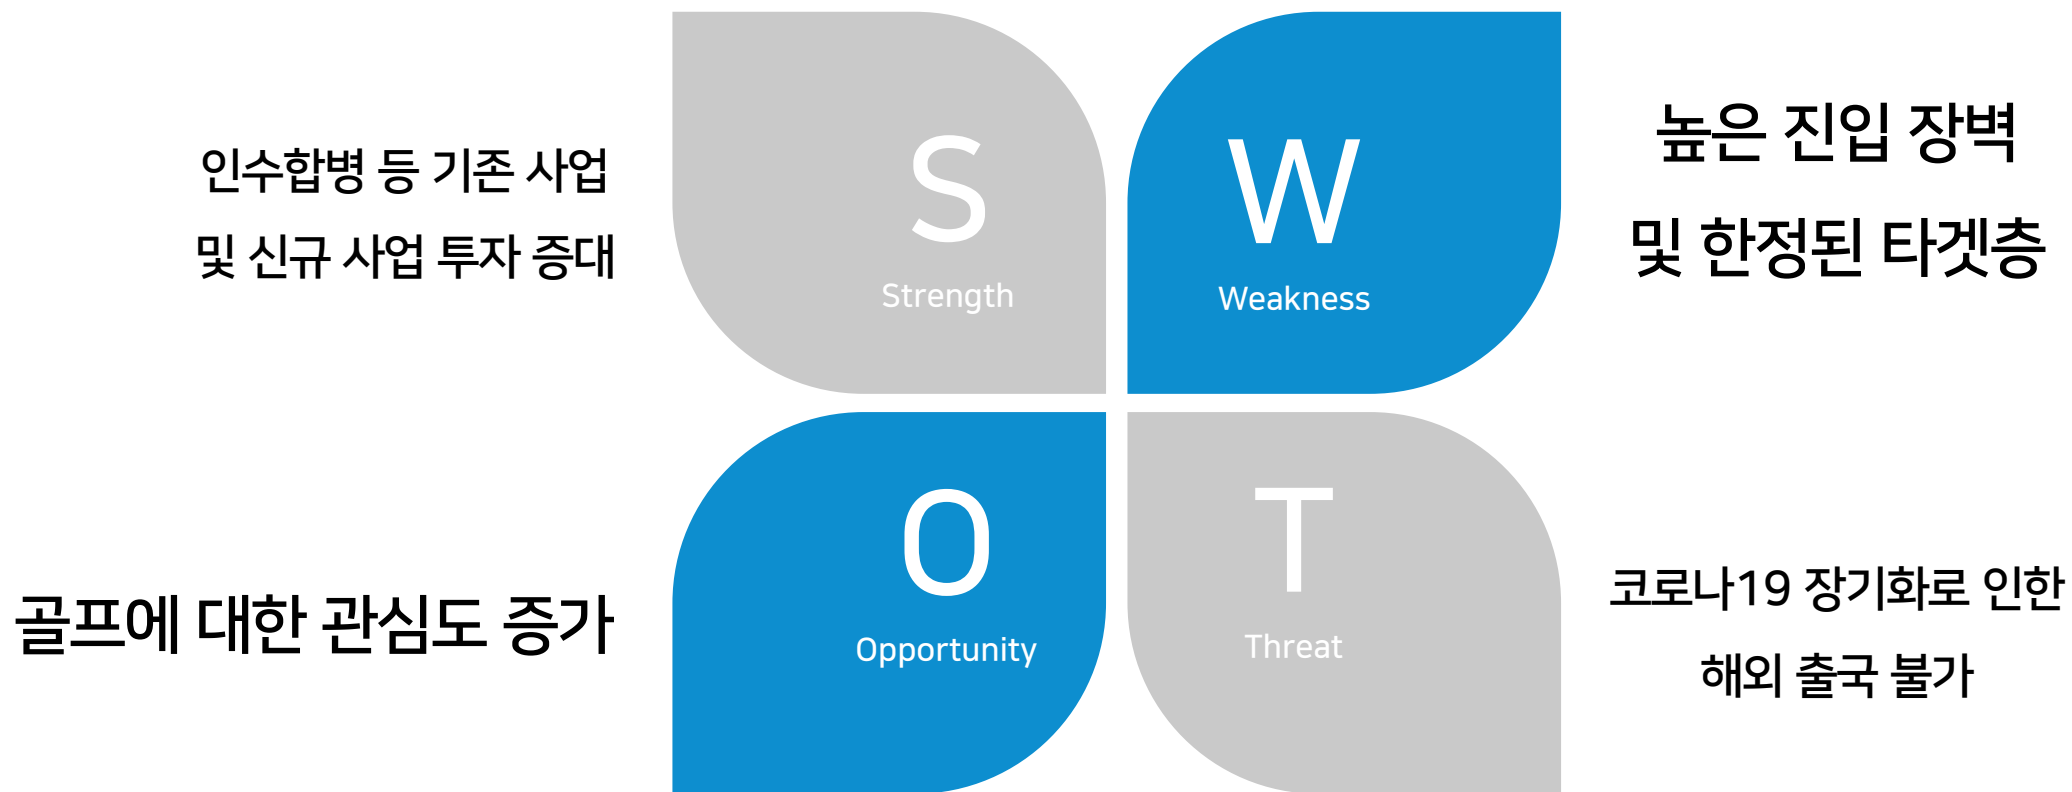 인수합병 등 기존 사업
및 신규 사업 투자 증대
S
Strength
W
Weakness
높은 진입 장벽
및 한정된 타겟층
골프에 대한 관심도 증가
O
Opportunity
T
Threat
코로나19 장기화로 인한
해외 출국 불가